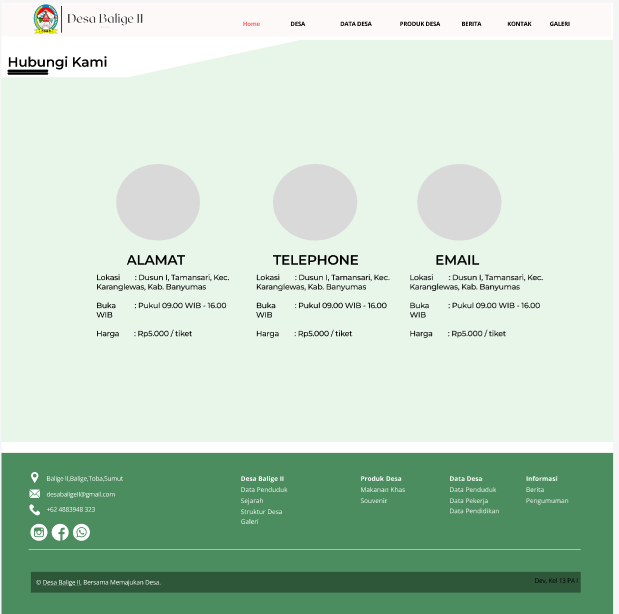 Desa Balige II
Home DESA DATA DESA PRODUK DESA BERITA KONTAK GALERI
Hubungi Kami
ALAMAT
Lokasi : Dusun I, Tamansari, Kec.
Karanglewas, Kab. Banyumas
Buka : Pukul 09.00 WIB - 16.00
WIB
Harga : Rp5.000 / tiket
TELEPHONE
Lokasi : Dusun I, Tamansari, Kec.
Karanglewas, Kab. Banyumas
Buka : Pukul 09.00 WIB - 16.00
WIB
Harga : Rp5.000 / tiket
EMAIL
Lokasi : Dusun I, Tamansari, Kec.
Karanglewas, Kab. Banyumas
Buka : Pukul 09.00 WIB - 16.00
WIB
Harga : Rp5.000 / tiket
Balige II,Balige,Toba,Sumut
desabaligeII@gmail.com
+62 4883948 323
Desa Balige II
Data Penduduk
Sejarah
Struktur Desa
Galeri
Produk Desa
Makanan Khas
Souvenir
Data Desa
Data Penduduk
Data Pekerja
Data Pendidikan
Informasi
Berita
Pengumuman
© Desa Balige II, Bersama Memajukan Desa.
Dev, Kel 13 PA I